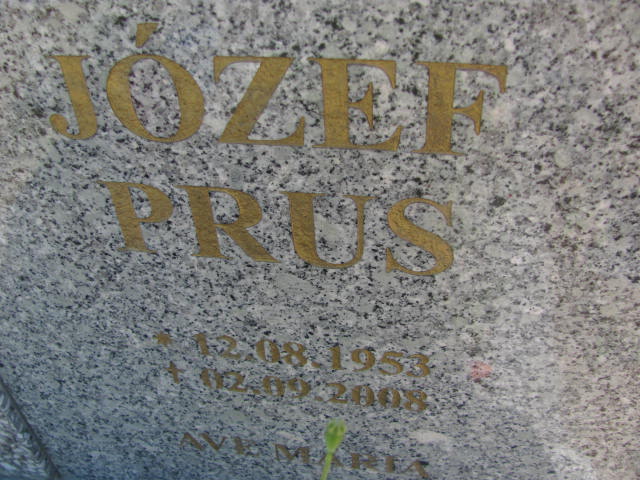 JÓZEF
PRUS
* 12.08.1953
+ 02.09.2008
AVE MARIA